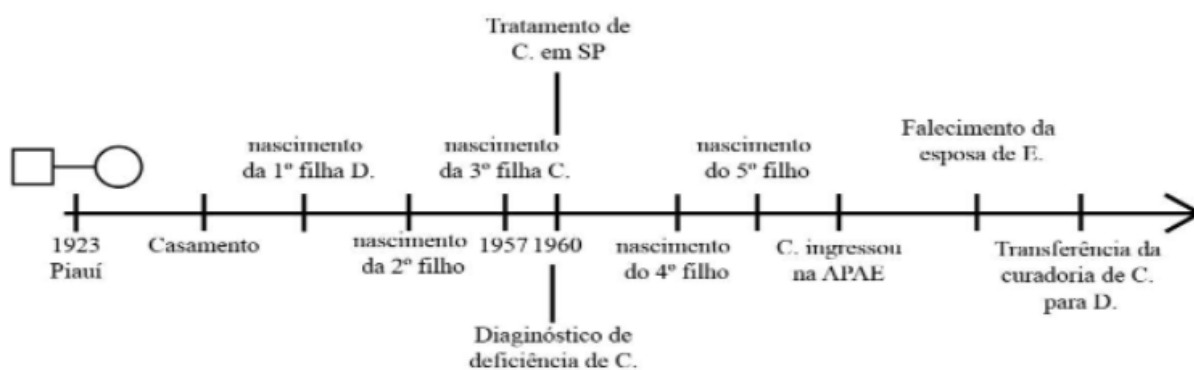 Tratamento de
C. em SP
nascimento
da 1º filha D.
nascimento
da 3º filha C.
nascimento
do 5º filho
Falecimento da
esposa de E.
1923
Piauí
Casamento
nascimento
da 2º filho
1957
1960
nascimento
do 4º filho
C. ingressou
na APAE
Transferência da
curadoria de C.
para D.
Diaginóstico de
deficiência de C.